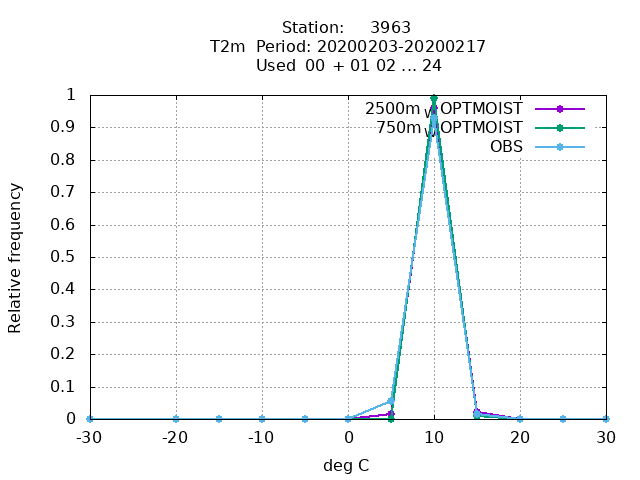 Station: 3963
T2m Period: 20200203-20200217
Used 00 + 01 02 ... 24
1
0.9
0.8
0.7
0.6
0.5
0.4
0.3
0.2
0.1
0
-30
-20
-10
0
10
20
30
Relative frequency
deg C
2500m OPTMOIST
750m OPTMOIST
OBS